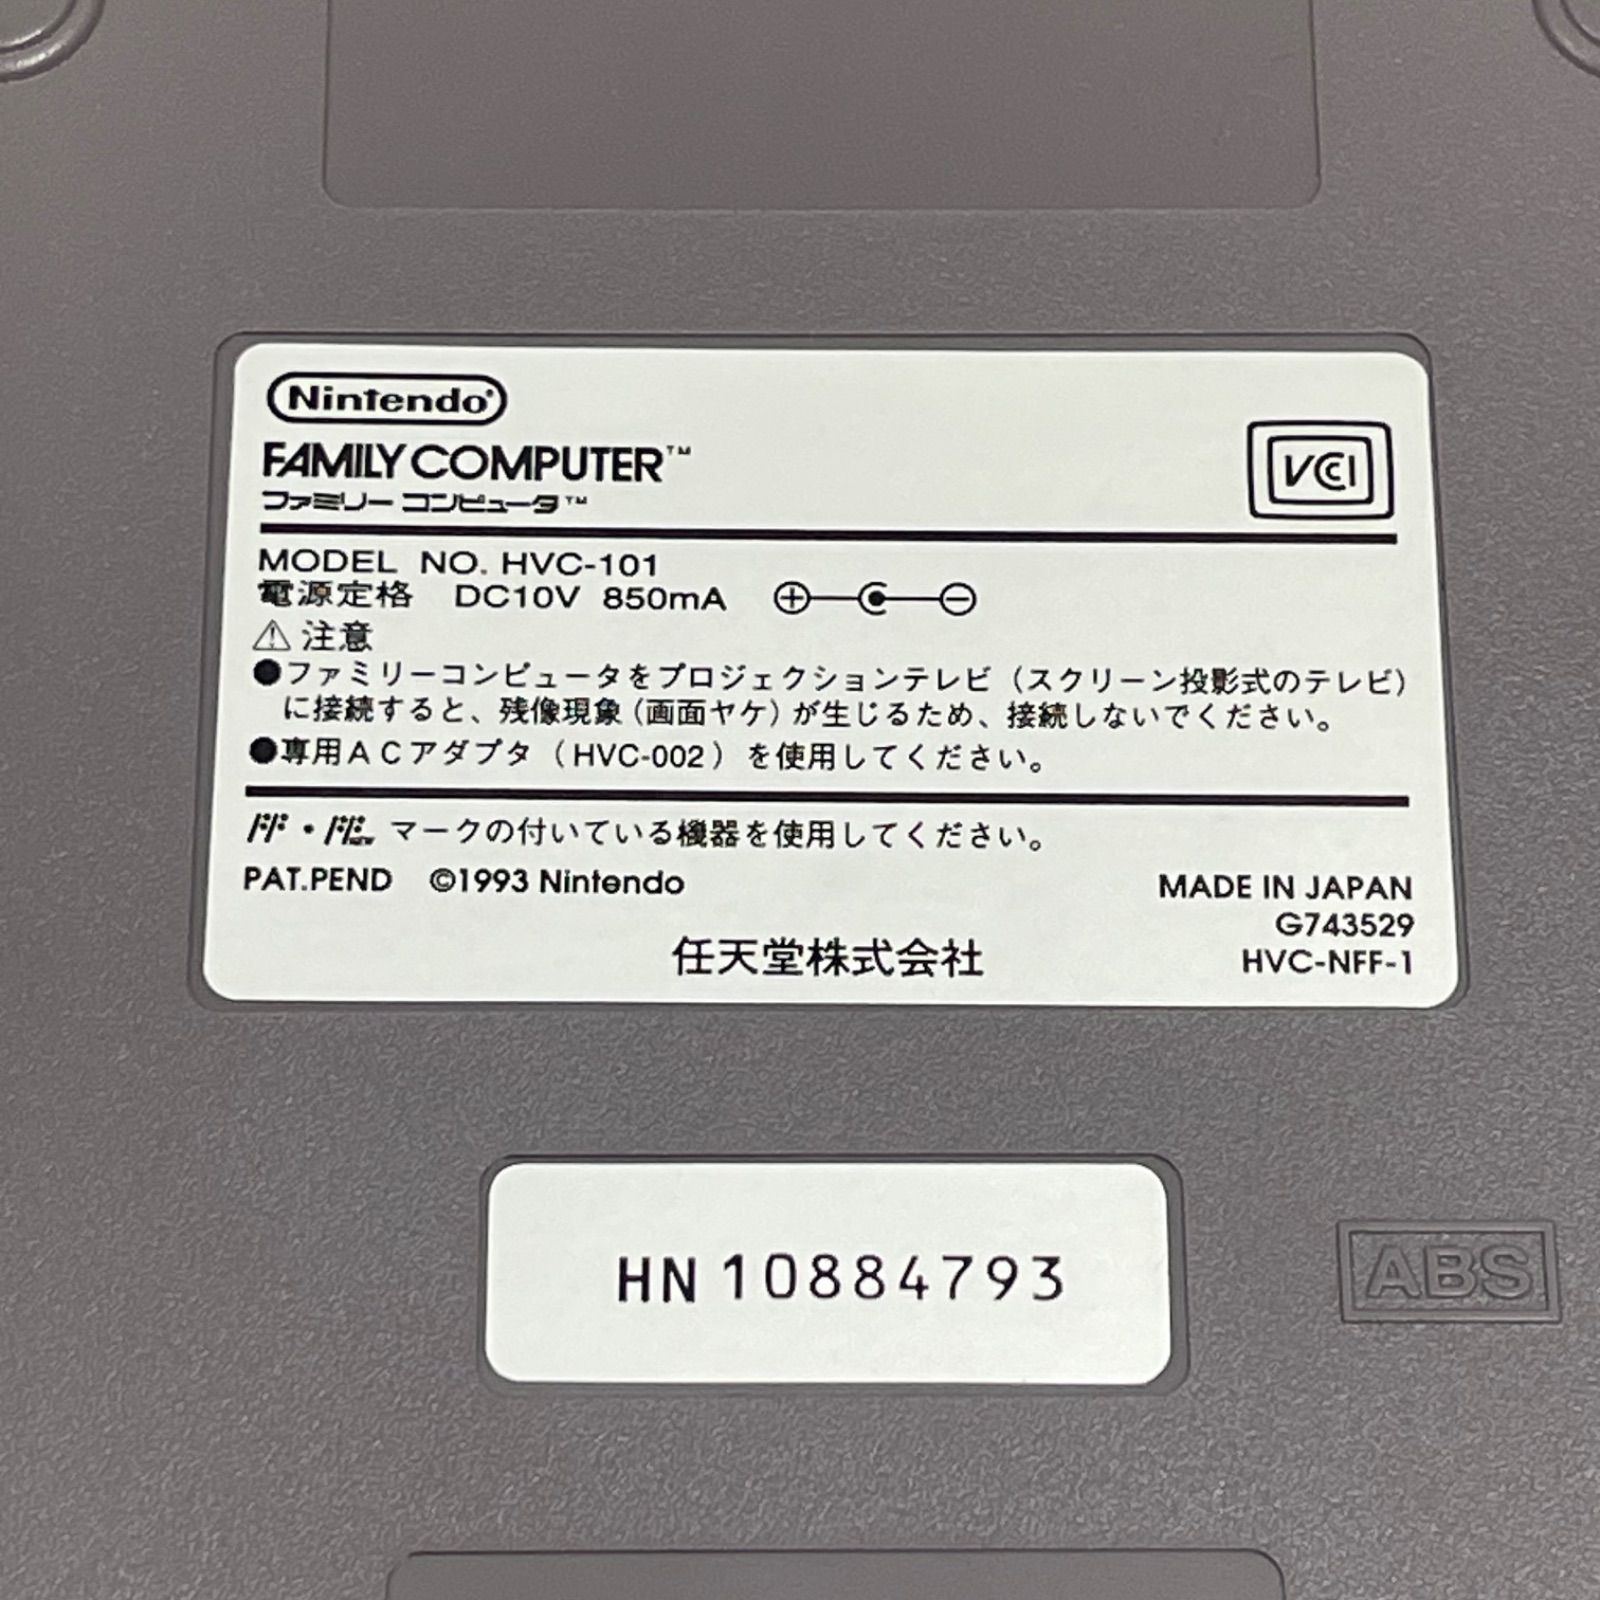 Nintendo®
FAMILY COMPUTER™
ファミリー コンピュータ™
VCCI
MODEL NO. HVC-101
電源定格 DC10V 850mA
⚠ 注意
●ファミリーコンピュータをプロジェクションテレビ（スクリーン投影式のテレビ）
に接続すると、残像現象（画面ヤケ）が生じるため、接続しないでください。
●専用ACアダプタ（HVC-002）を使用してください。
FF・FF マークの付いている機器を使用してください。
PAT.PEND ©1993 Nintendo
MADE IN JAPAN
G743529
任天堂株式会社
HVC-NFF-1
HN 10884793
ABS